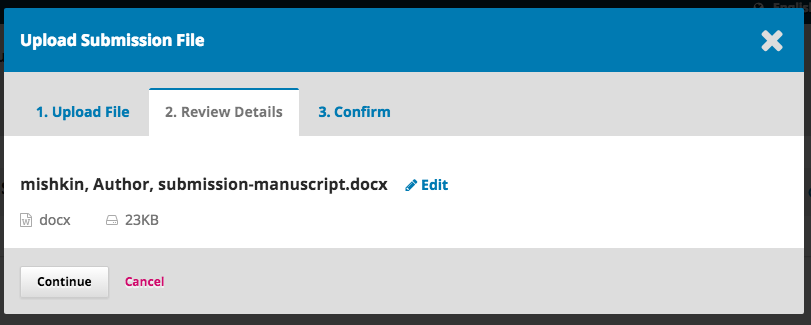 English
Upload Submission File
1. Upload File 2. Review Details 3. Confirm
mishkin, Author, submission-manuscript.docx Edit
docx 23KB
Continue Cancel